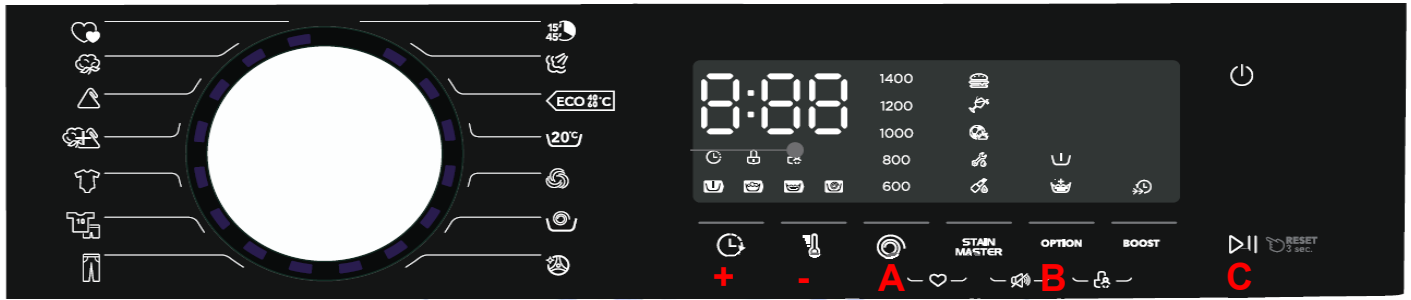 15' 45'
ECO 40 60 °C
20°C
10
8:88
1400
1200
1000
800
600
STAIN MASTER
OPTION
BOOST
RESET
3 sec.
+ - A B C